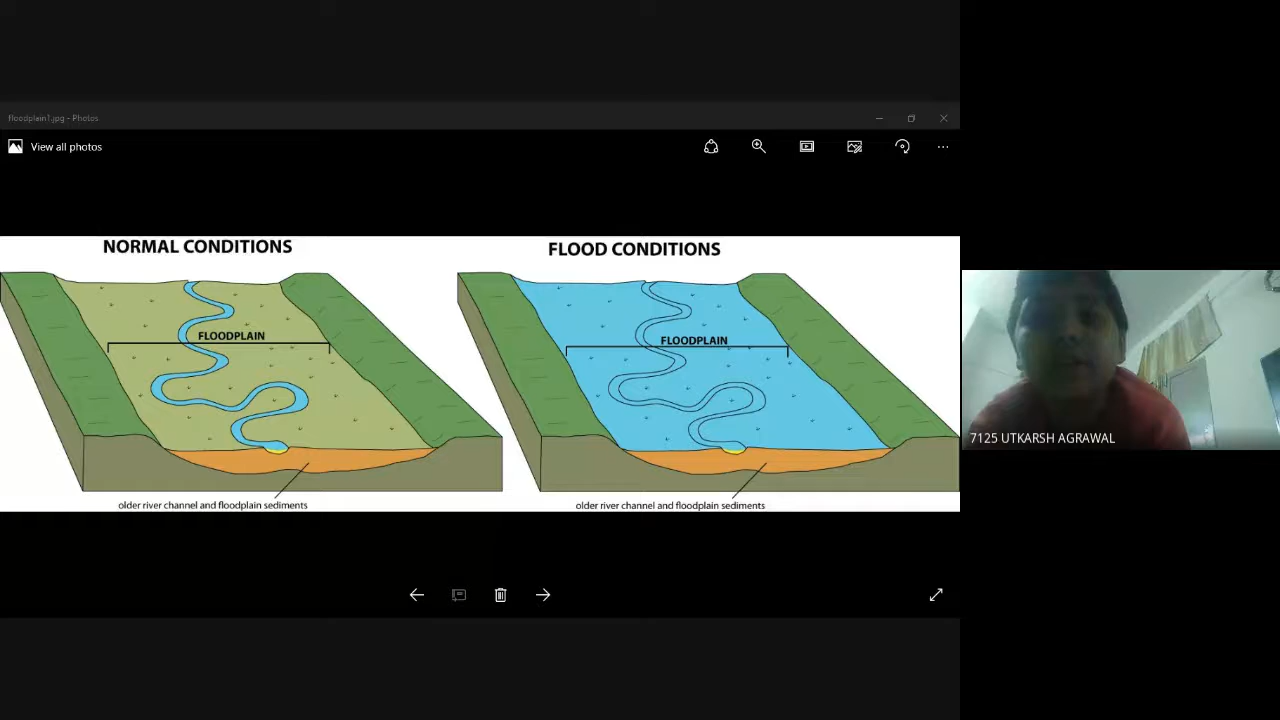 floodplain1.jpg - Photos
View all photos
NORMAL CONDITIONS
FLOODPLAIN
older river channel and floodplain sediments
FLOOD CONDITIONS
FLOODPLAIN
older river channel and floodplain sediments
7125 UTKARSH AGRAWAL